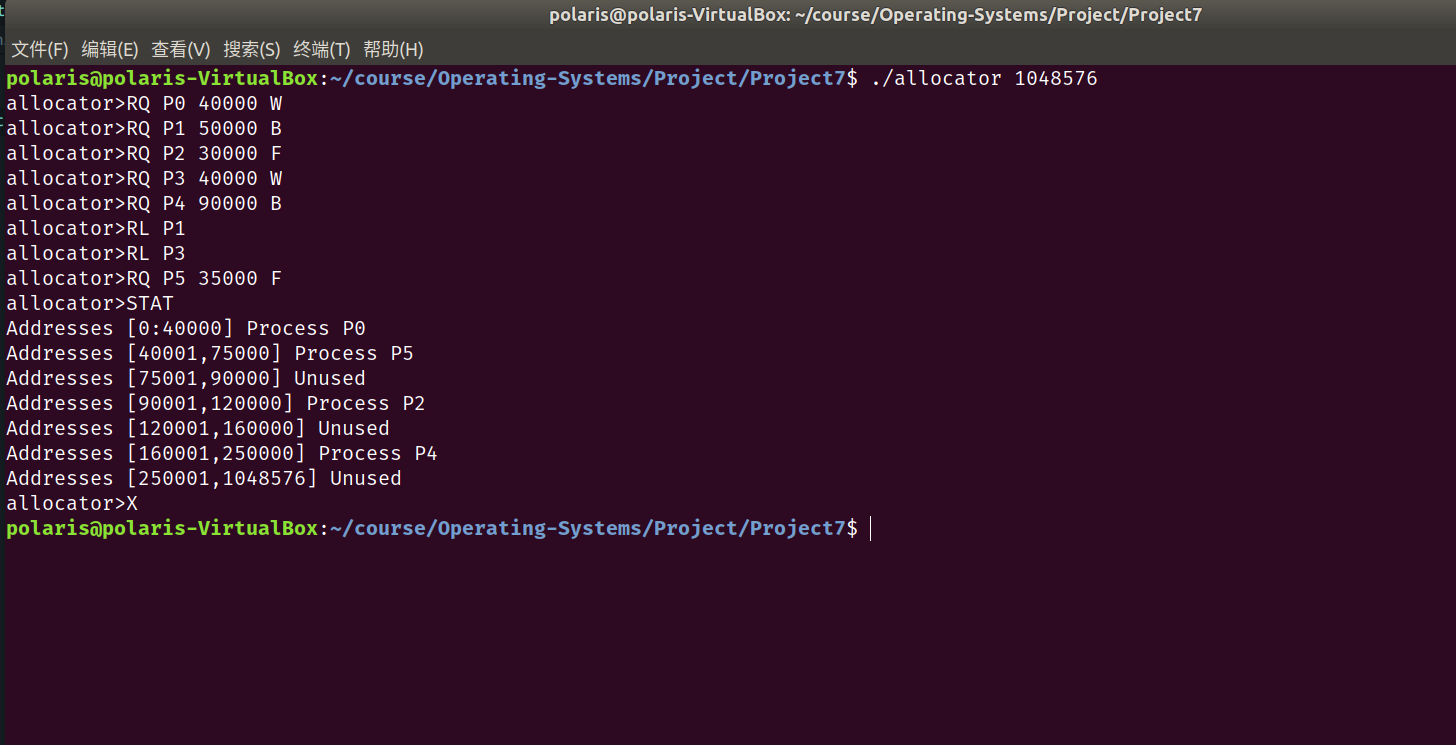 polaris@polaris-VirtualBox: ~/course/Operating-Systems/Project/Project7
文件(F) 编辑(E) 查看(V) 搜索(S) 终端(T) 帮助(H)
polaris@polaris-VirtualBox:~/course/Operating-Systems/Project/Project7$ ./allocator 1048576
allocator>RQ P0 40000 W
allocator>RQ P1 50000 B
allocator>RQ P2 30000 F
allocator>RQ P3 40000 W
allocator>RQ P4 90000 B
allocator>RL P1
allocator>RL P3
allocator>RQ P5 35000 F
allocator>STAT
Addresses [0:40000] Process P0
Addresses [40001,75000] Process P5
Addresses [75001,90000] Unused
Addresses [90001,120000] Process P2
Addresses [120001,160000] Unused
Addresses [160001,250000] Process P4
Addresses [250001,1048576] Unused
allocator>X
polaris@polaris-VirtualBox:~/course/Operating-Systems/Project/Project7$